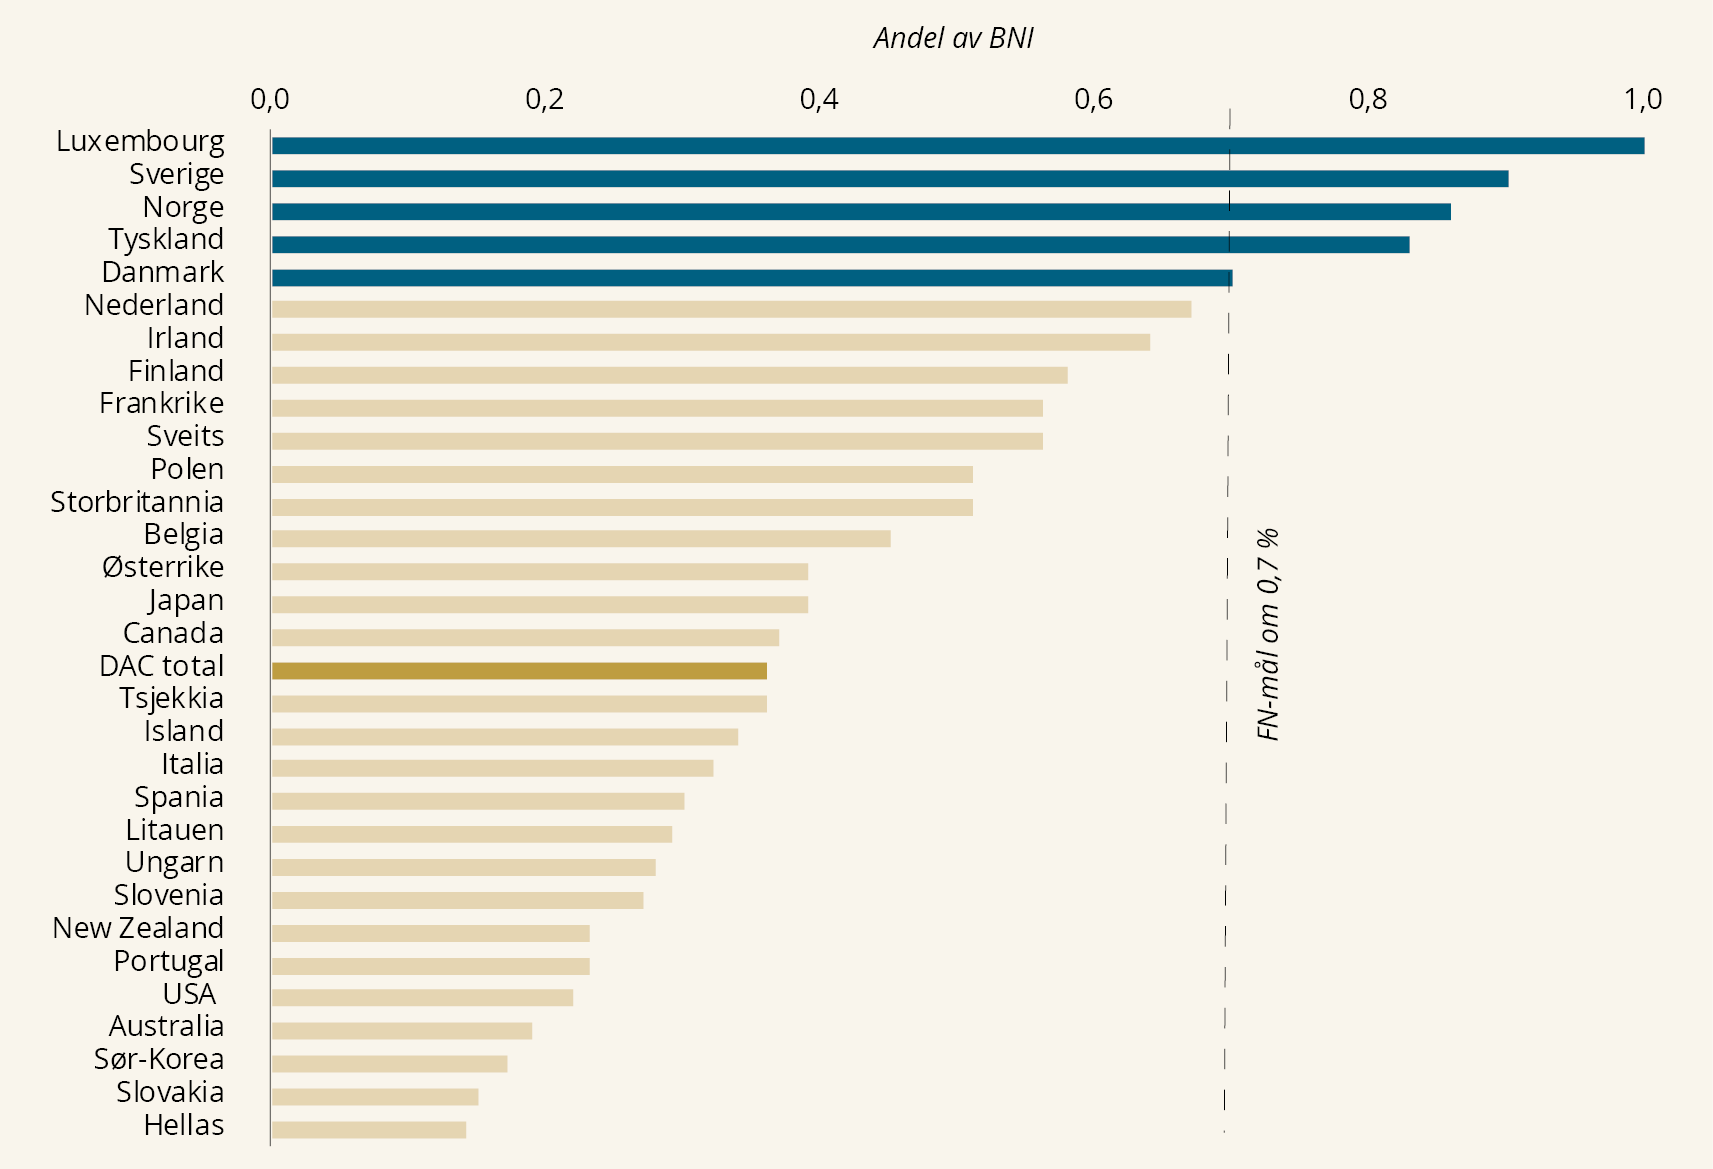 Andel av BNI
0,0 0,2 0,4 0,6 0,8 1,0
Luxembourg
Sverige
Norge
Tyskland
Danmark
Nederland
Irland
Finland
Frankrike
Sveits
Polen
Storbritannia
Belgia
Østerrike
Japan
Canada
DAC total
Tsjekkia
Island
Italia
Spania
Litauen
Ungarn
Slovenia
New Zealand
Portugal
USA
Australia
Sør-Korea
Slovakia
Hellas
FN-mål om 0,7 %